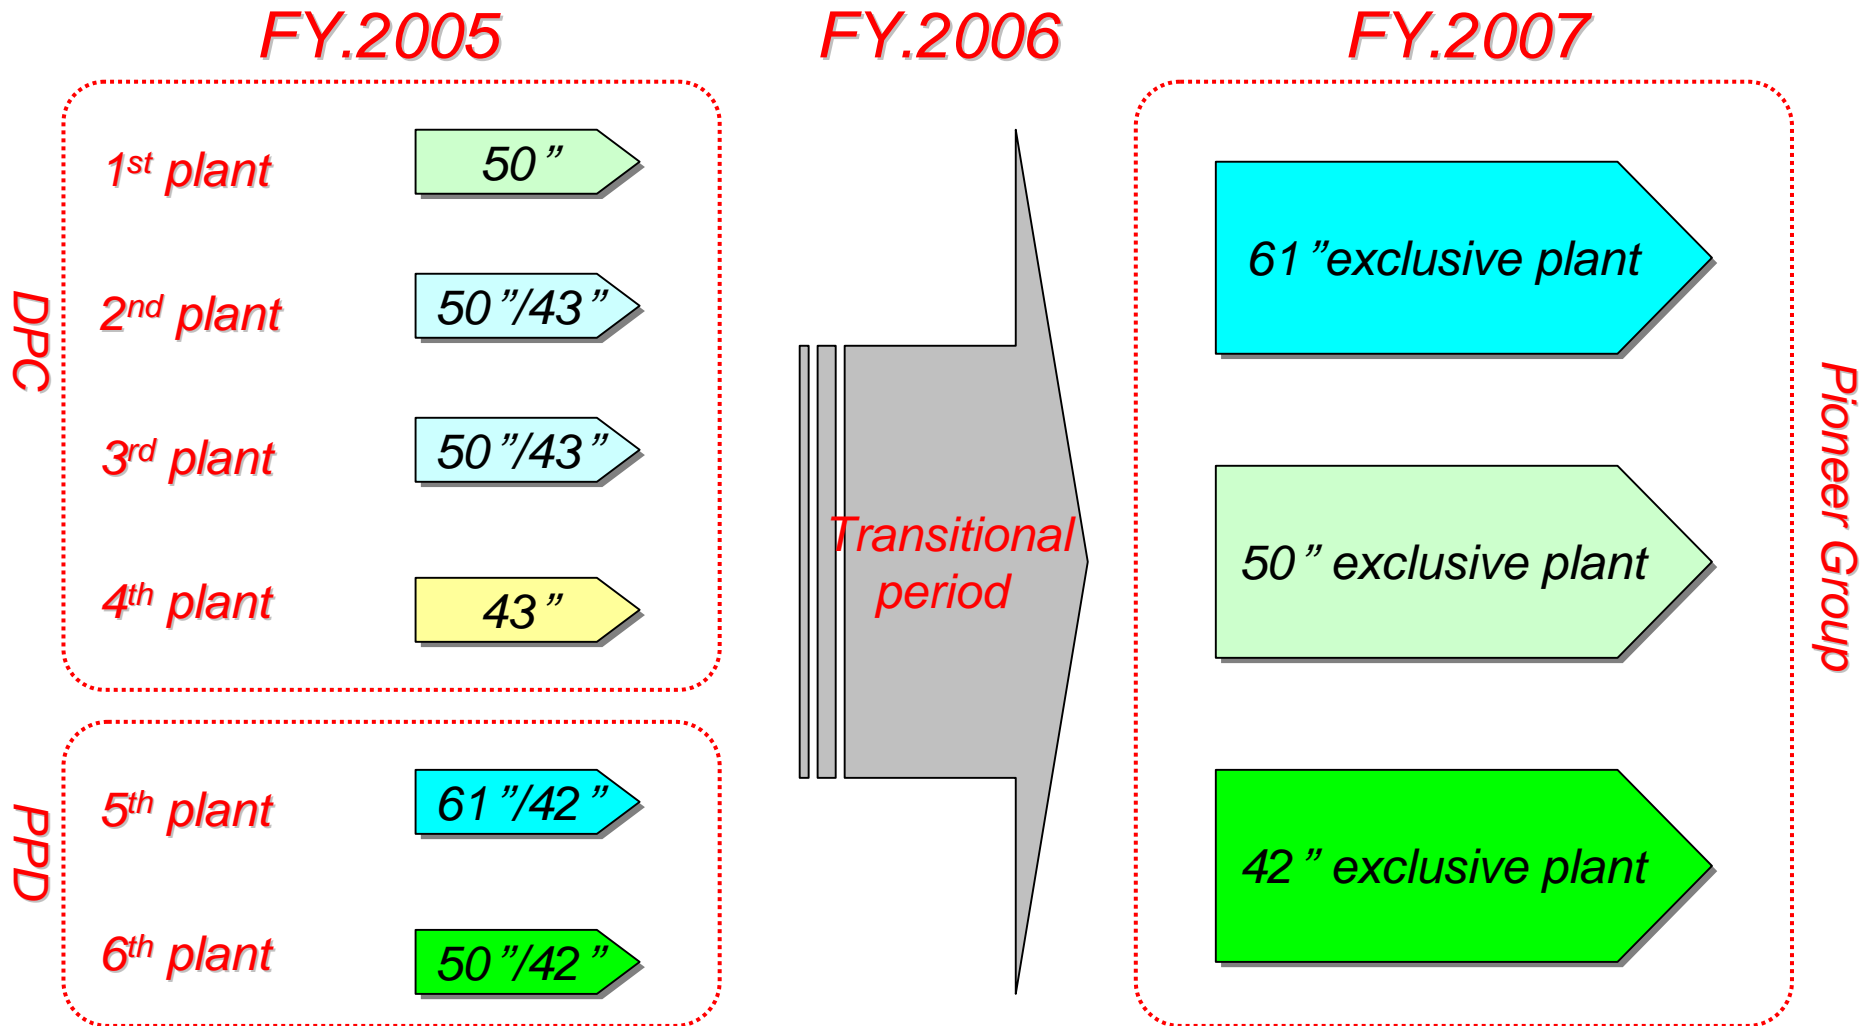 FY.2005
FY.2006
FY.2007
DPC
1st plant
50”
2nd plant
50”/43”
3rd plant
50”/43”
4th plant
43”
PPD
5th plant
61”/42”
6th plant
50”/42”
Transitional
period
61”exclusive plant
50” exclusive plant
42” exclusive plant
Pioneer Group